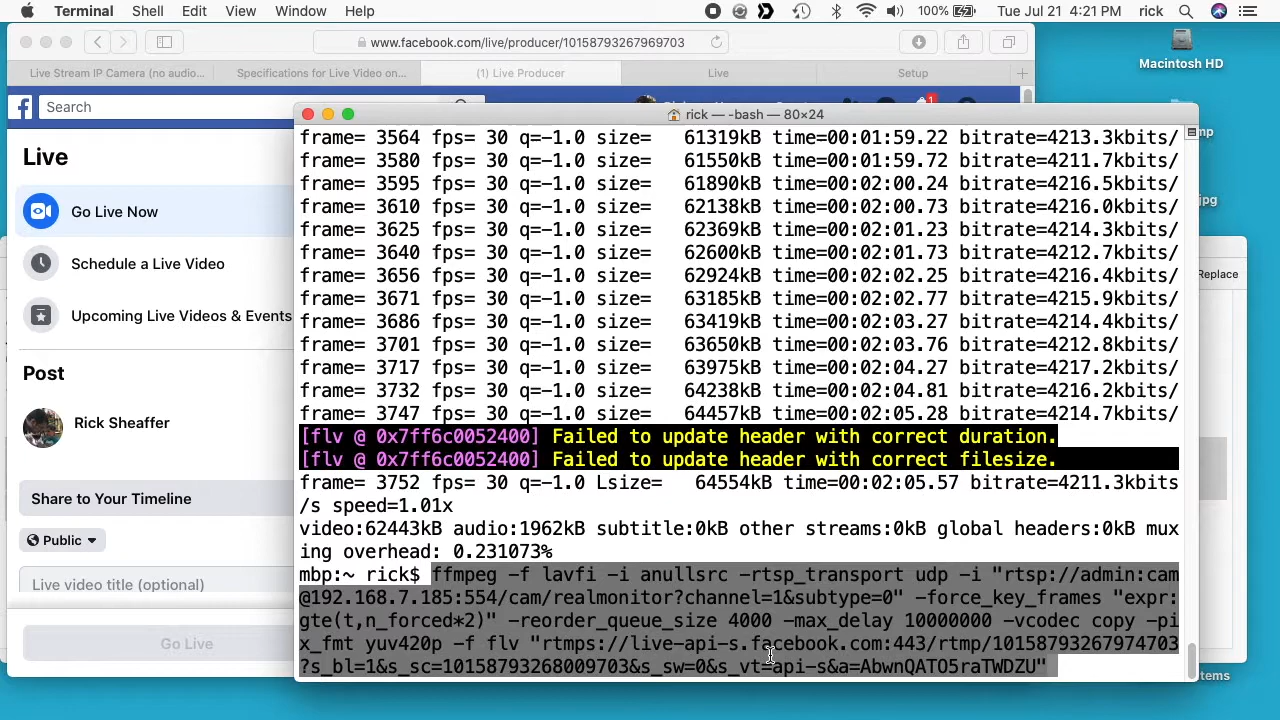 Terminal Shell Edit View Window Help 100% Tue Jul 21 4:21 PM rick
www.facebook.com/live/producer/10158793267969703
Live Stream IP Camera (no audio... Specifications for Live Video on... (1) Live Producer Live Setup
Macintosh HD
Search
1
rick — -bash — 80×24
Live
Go Live Now
Schedule a Live Video
Upcoming Live Videos & Events
Post
Rick Sheaffer
Share to Your Timeline
Public
Live video title (optional)
Go Live
frame= 3564 fps= 30 q=-1.0 size=   61319kB time=00:01:59.22 bitrate=4213.3kbits/
frame= 3580 fps= 30 q=-1.0 size=   61550kB time=00:01:59.72 bitrate=4211.7kbits/
frame= 3595 fps= 30 q=-1.0 size=   61890kB time=00:02:00.24 bitrate=4216.5kbits/
frame= 3610 fps= 30 q=-1.0 size=   62138kB time=00:02:00.73 bitrate=4216.0kbits/
frame= 3625 fps= 30 q=-1.0 size=   62369kB time=00:02:01.23 bitrate=4214.3kbits/
frame= 3640 fps= 30 q=-1.0 size=   62600kB time=00:02:01.73 bitrate=4212.7kbits/
frame= 3656 fps= 30 q=-1.0 size=   62924kB time=00:02:02.25 bitrate=4216.4kbits/
frame= 3671 fps= 30 q=-1.0 size=   63185kB time=00:02:02.77 bitrate=4215.9kbits/
frame= 3686 fps= 30 q=-1.0 size=   63419kB time=00:02:03.27 bitrate=4214.4kbits/
frame= 3701 fps= 30 q=-1.0 size=   63650kB time=00:02:03.76 bitrate=4212.8kbits/
frame= 3717 fps= 30 q=-1.0 size=   63975kB time=00:02:04.27 bitrate=4217.2kbits/
frame= 3732 fps= 30 q=-1.0 size=   64238kB time=00:02:04.81 bitrate=4216.2kbits/
frame= 3747 fps= 30 q=-1.0 size=   64457kB time=00:02:05.28 bitrate=4214.7kbits/
[flv @ 0x7ff6c0052400] Failed to update header with correct duration.
[flv @ 0x7ff6c0052400] Failed to update header with correct filesize.
frame= 3752 fps= 30 q=-1.0 Lsize=   64554kB time=00:02:05.57 bitrate=4211.3kbits
/s speed=1.01x
video:62443kB audio:1962kB subtitle:0kB other streams:0kB global headers:0kB mux
ing overhead: 0.231073%
mbp:~ rick$ ffmpeg -f lavfi -i anullsrc -rtsp_transport udp -i "rtsp://admin:cam
@192.168.7.185:554/cam/realmonitor?channel=1&subtype=0" -force_key_frames "expr:
gte(t,n_forced*2)" -reorder_queue_size 4000 -max_delay 10000000 -vcodec copy -pi
x_fmt yuv420p -f flv "rtmps://live-api-s.facebook.com:443/rtmp/10158793267974703
?s_bl=1&s_sc=10158793268009703&s_sw=0&s_vt=api-s&a=AbwnQATO5raTWDZU"
mp
ipg
Replace
tems